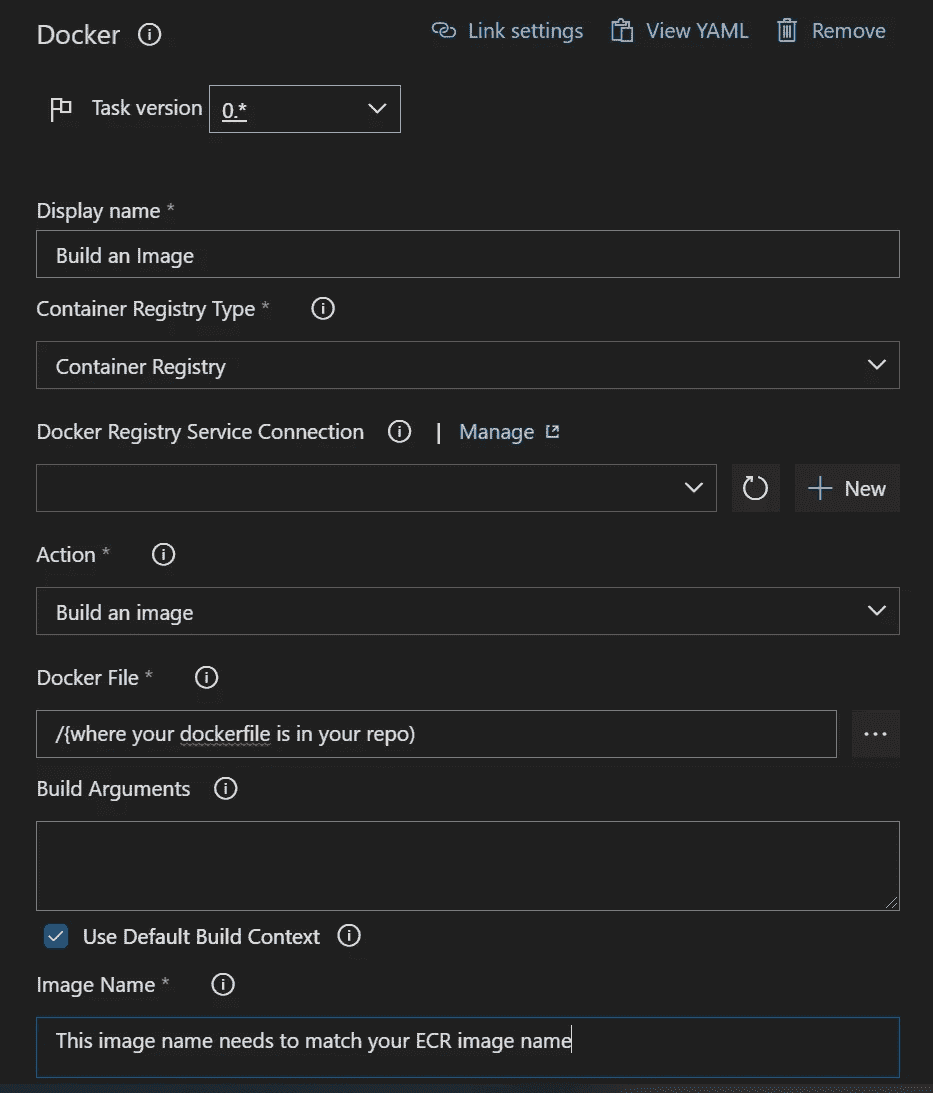 Docker
Link settings
View YAML
Remove
Task version 0.*
Display name *
Build an Image
Container Registry Type *
Container Registry
Docker Registry Service Connection | Manage
New
Action *
Build an image
Docker File *
/{where your dockerfile is in your repo)
...
Build Arguments
Use Default Build Context
Image Name *
This image name needs to match your ECR image name